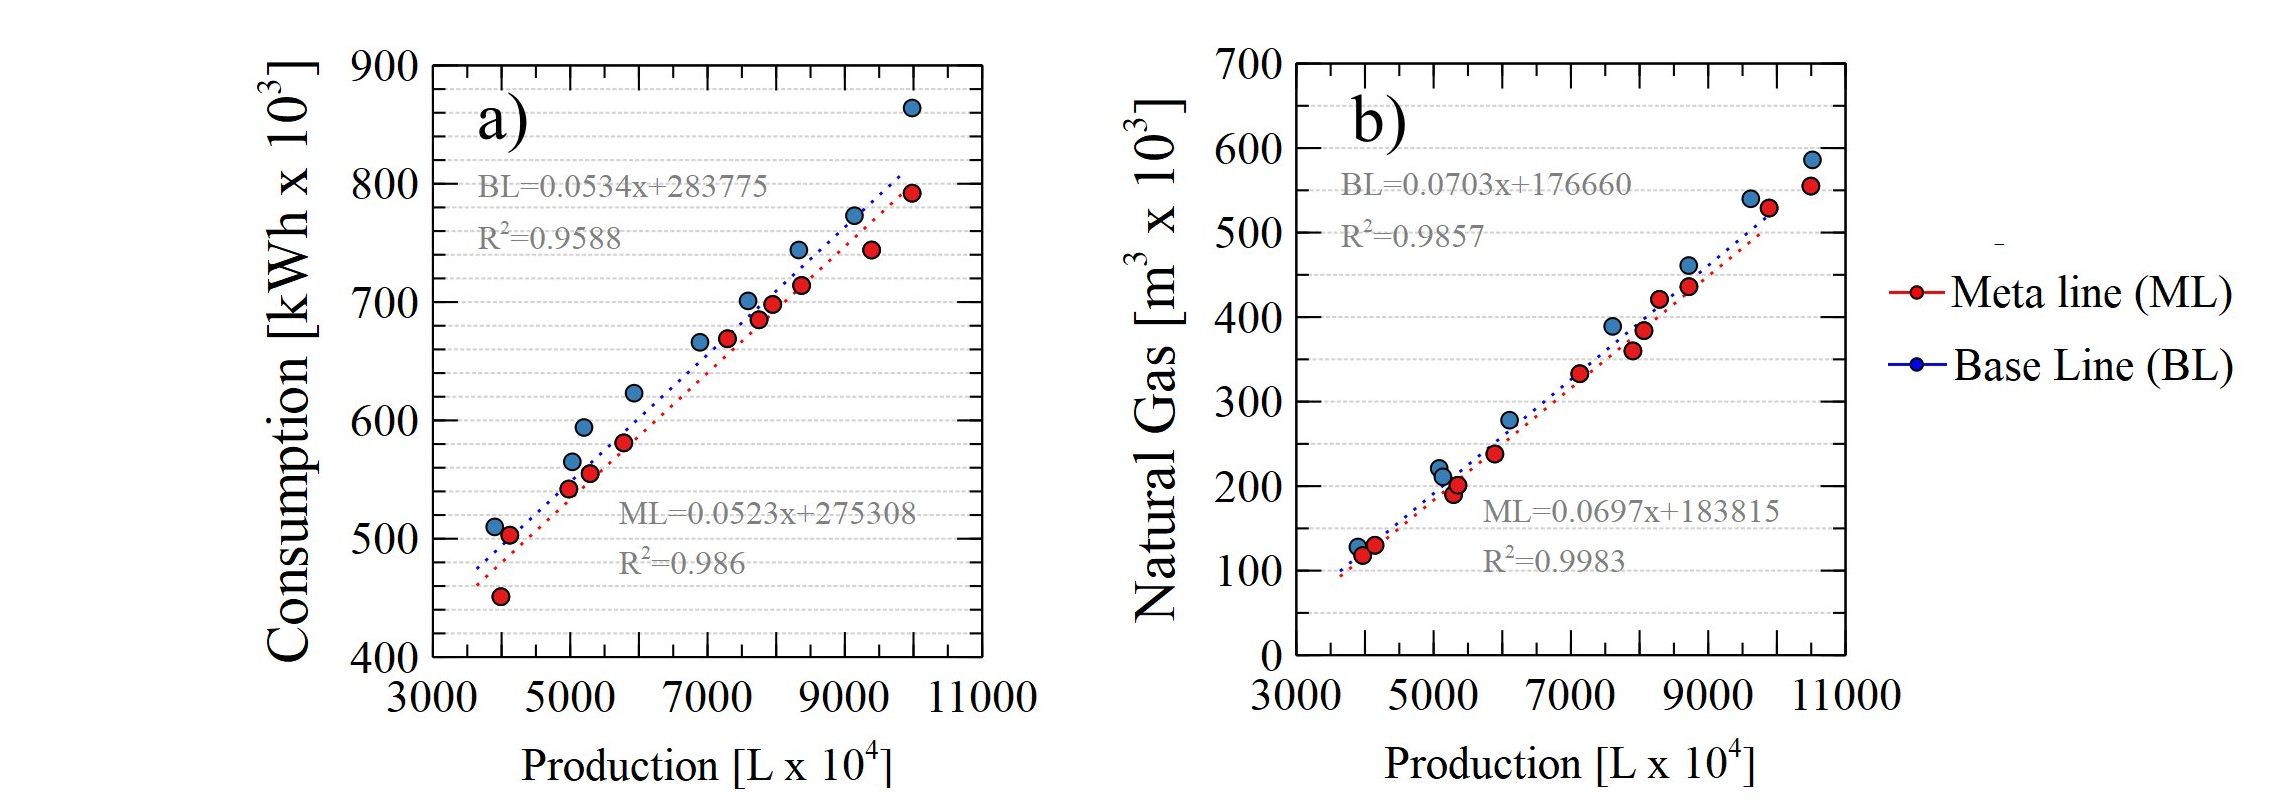 900
800
700
600
500
400
3000 5000 7000 9000 11000
Consumption [kWh x 10³]
Production [L x 10⁴]
a)
BL=0.0534x+283775
R²=0.9588
ML=0.0523x+275308
R²=0.986
700
600
500
400
300
200
100
0
3000 5000 7000 9000 11000
Natural Gas [m³ x 10³]
Production [L x 10⁴]
b)
BL=0.0703x+176660
R²=0.9857
ML=0.0697x+183815
R²=0.9983
Meta line (ML)
Base Line (BL)